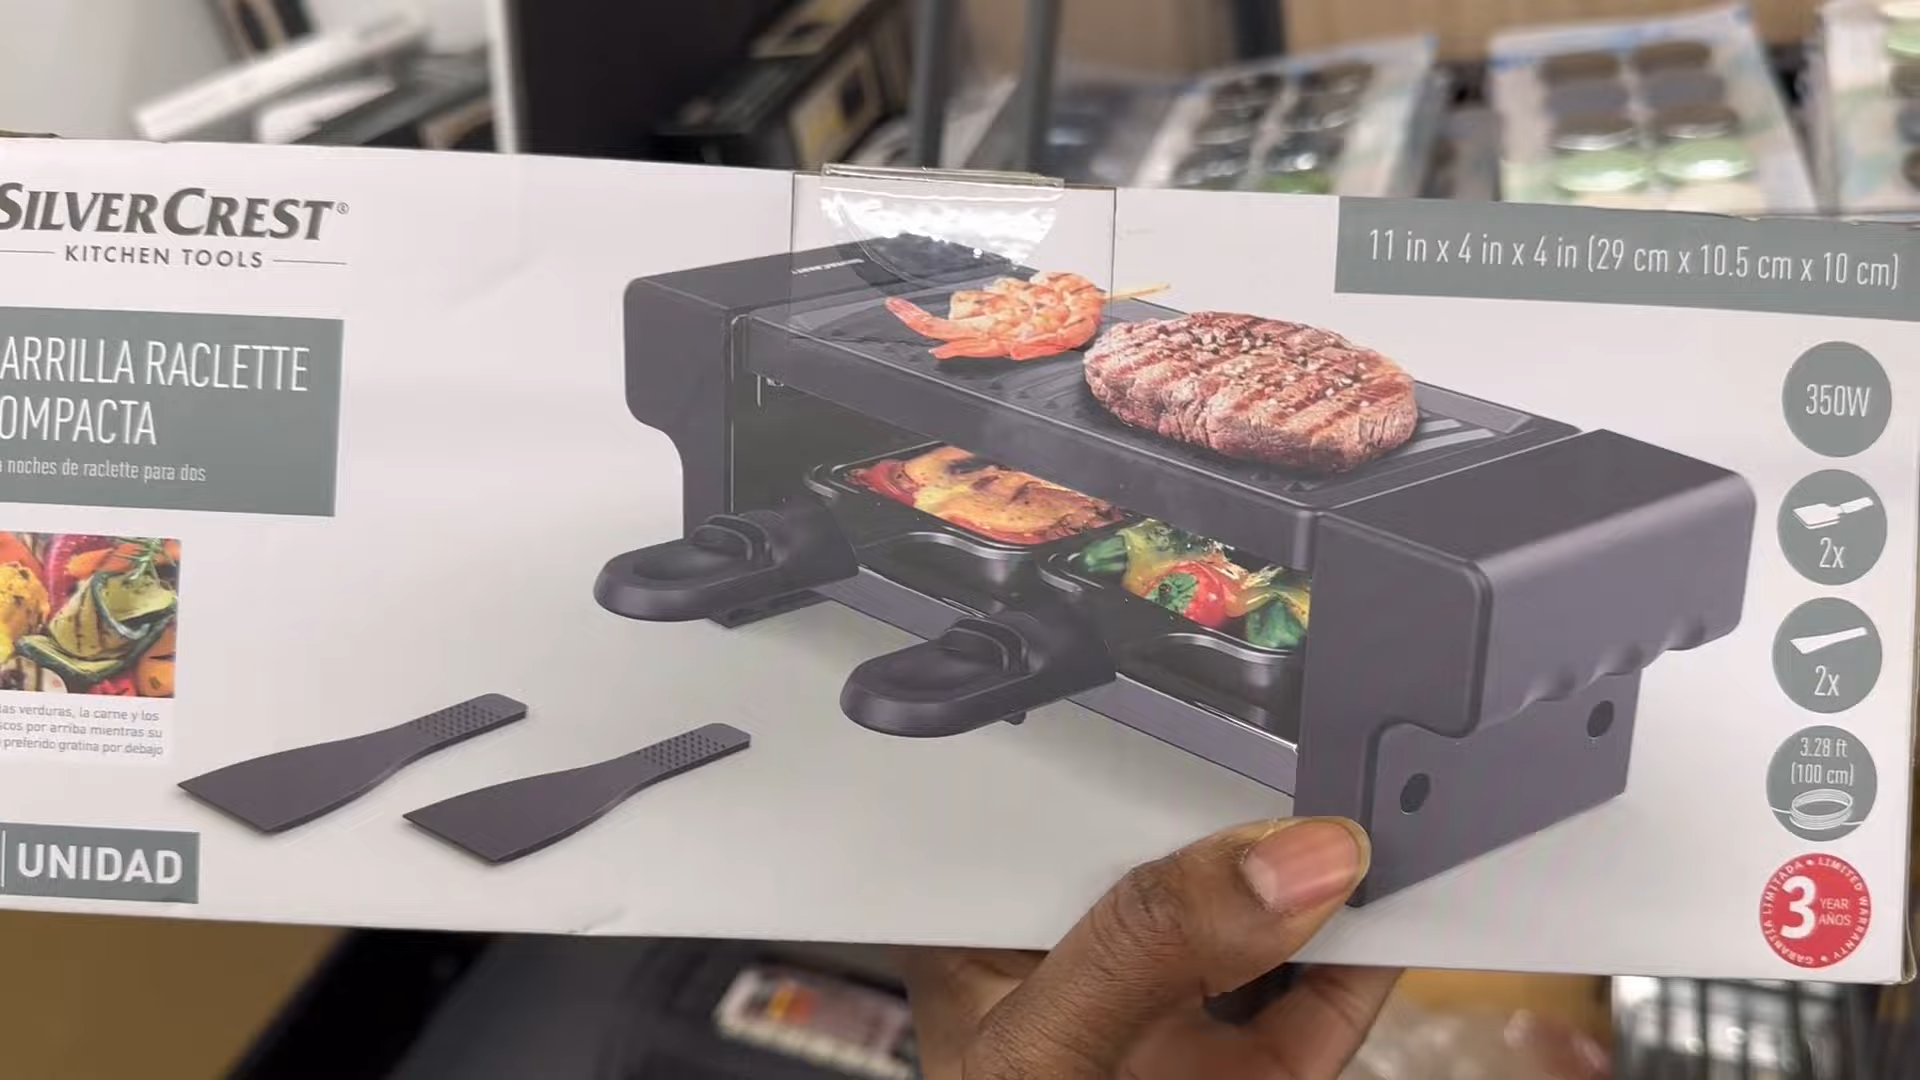 SILVERCREST®
KITCHEN TOOLS
11 in x 4 in x 4 in (29 cm x 10.5 cm x 10 cm)
ARRILLA RACLETTE
OMPACTA
noches de raclette para dos
350W
2x
2x
las verduras, la carne y los
scos por arriba mientras su
preferido gratina por debajo
3.28 ft
(100 cm)
UNIDAD
LIMITED WARRANTY • GARANTÍA LIMITADA •
3 YEAR
AÑOS